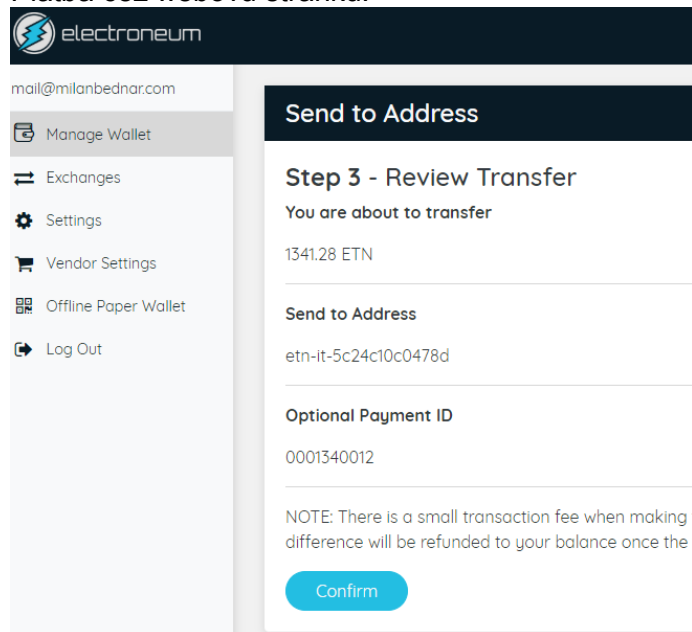 electroneum
mail@milanbednar.com
Manage Wallet
Exchanges
Settings
Vendor Settings
Offline Paper Wallet
Log Out
Send to Address
Step 3 - Review Transfer
You are about to transfer
1341.28 ETN
Send to Address
etn-it-5c24c10c0478d
Optional Payment ID
0001340012
NOTE: There is a small transaction fee when making
difference will be refunded to your balance once the
Confirm